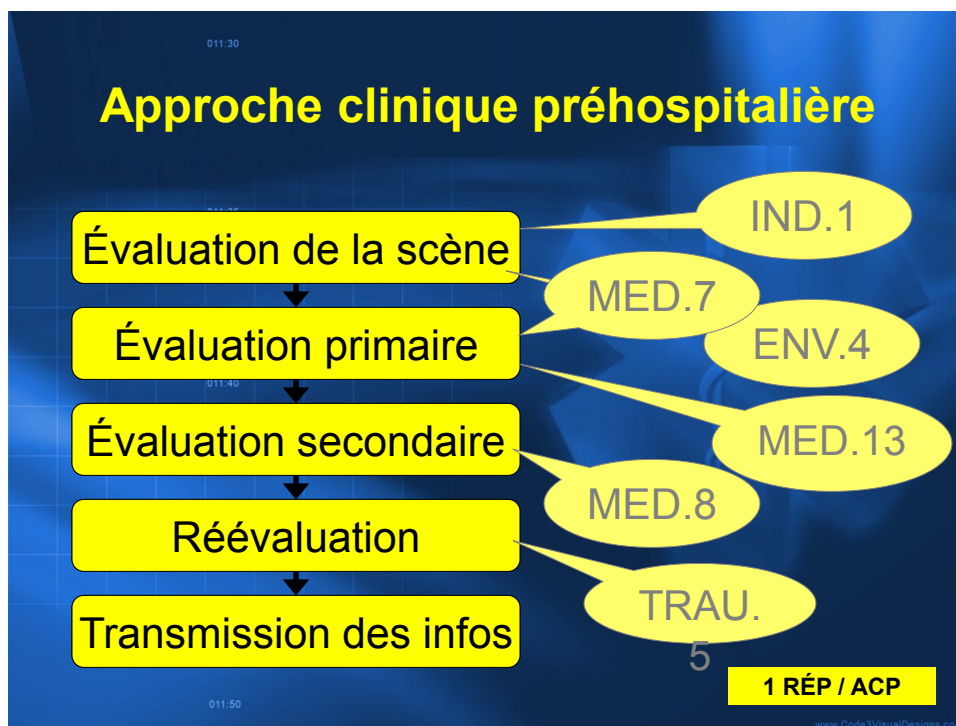 011:30
Approche clinique préhospitalière
IND.1
Évaluation de la scène
MED.7
Évaluation primaire
ENV.4
011:40
MED.13
Évaluation secondaire
MED.8
Réévaluation
TRAU.
5
Transmission des infos
1 RÉP / ACP
011:50